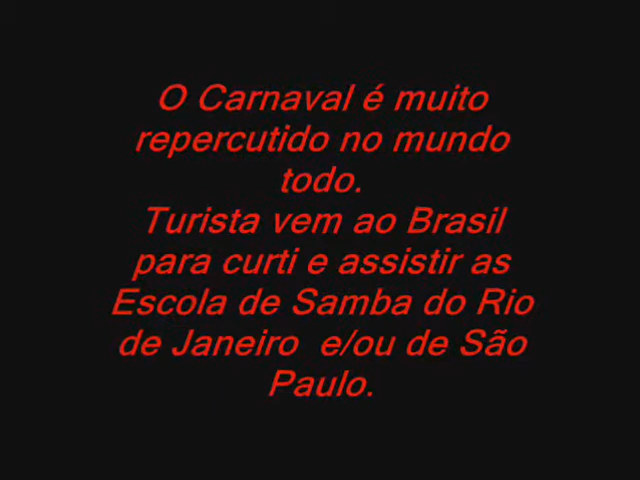 O Carnaval é muito
repercutido no mundo
todo.
Turista vem ao Brasil
para curti e assistir as
Escola de Samba do Rio
de Janeiro  e/ou de São
Paulo.